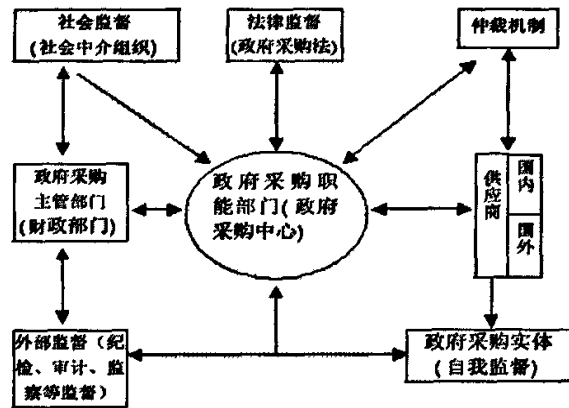 社会监督
(社会中介组织)
法律监督
(政府采购法)
仲裁机制
政府采购
主管部门
(财政部门)
政府采购职
能部门(政府
采购中心)
供应商
国内
国外
外部监督(纪
检、审计、监
察等监督)
政府采购实体
(自我监督)